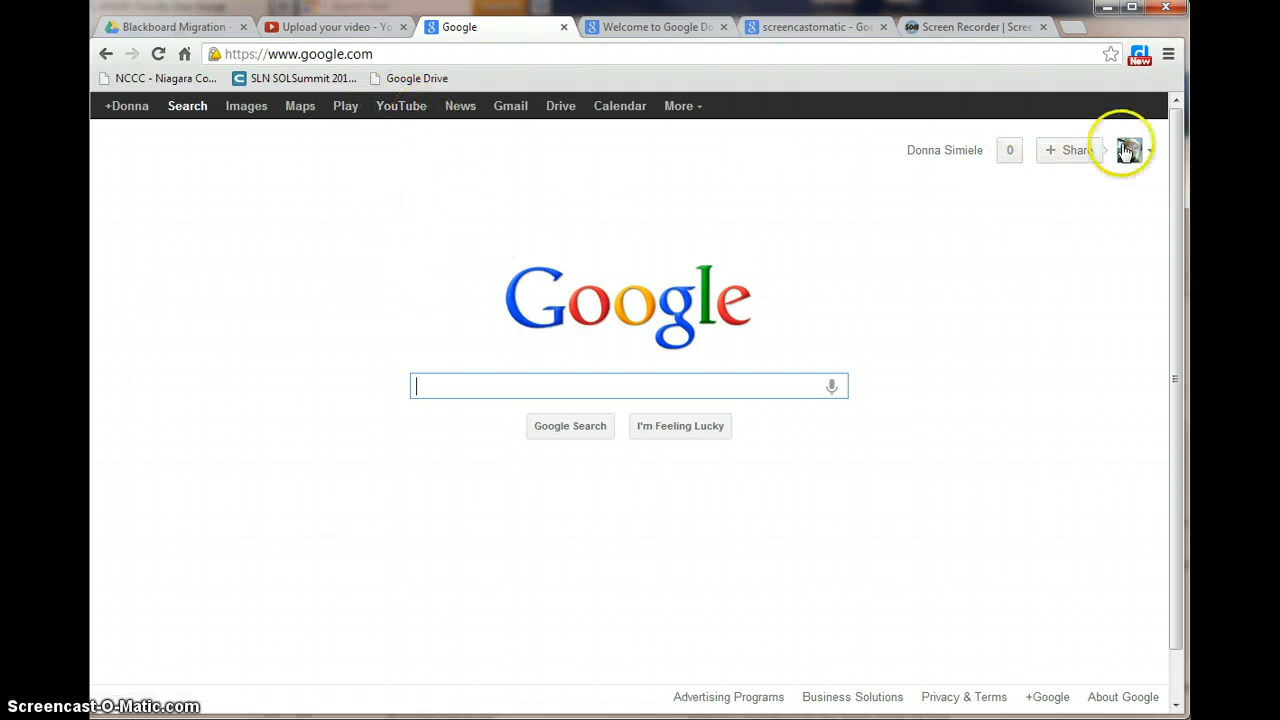 Blackboard Migration -
Upload your video - Yo
Google
Welcome to Google Do
screencastomatic - Goo
Screen Recorder | Scree
https://www.google.com
New
NCCC - Niagara Co...
SLN SOLSummit 201...
Google Drive
+Donna Search Images Maps Play YouTube News Gmail Drive Calendar More
Donna Simiele 0 + Share
Google
Google Search I'm Feeling Lucky
Advertising Programs Business Solutions Privacy & Terms +Google About Google
Screencast-O-Matic.com